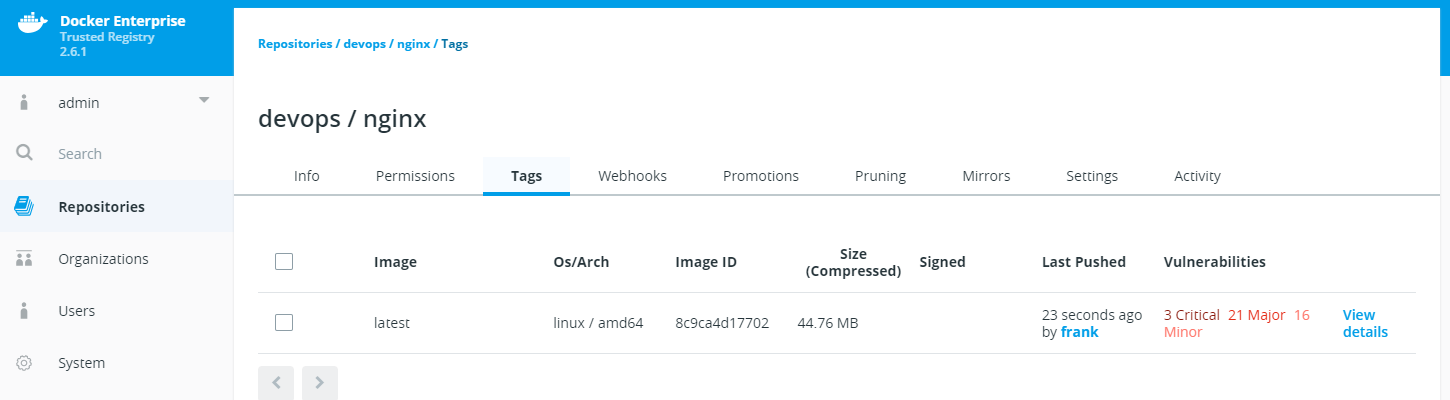 Docker Enterprise
Trusted Registry
2.6.1
admin
Search
Repositories
Organizations
Users
System
Repositories / devops / nginx / Tags
devops / nginx
Info Permissions Tags Webhooks Promotions Pruning Mirrors Settings Activity
Image Os/Arch Image ID Size (Compressed) Signed Last Pushed Vulnerabilities
latest linux / amd64 8c9ca4d17702 44.76 MB 23 seconds ago by frank 3 Critical 21 Major 16 Minor View details